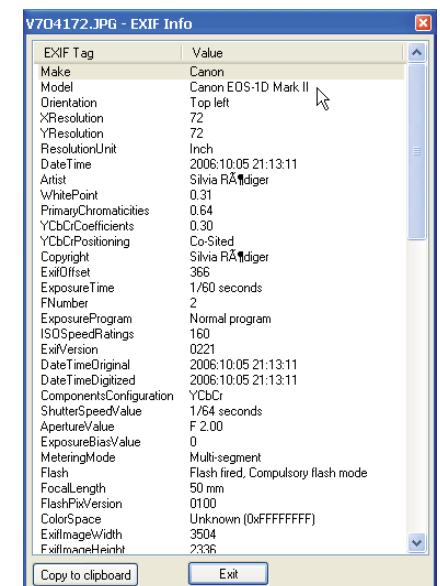 V7O4172.JPG - EXIF Info
EXIF Tag Value
Make Canon
Model Canon EOS-1D Mark II
Orientation Top left
XResolution 72
YResolution 72
ResolutionUnit Inch
DateTime 2006:10:05 21:13:11
Artist Silvia RÃ¶diger
WhitePoint 0.31
PrimaryChromaticities 0.64
YCbCrCoefficients 0.30
YCbCrPositioning Co-Sited
Copyright Silvia RÃ¶diger
ExifOffset 366
ExposureTime 1/60 seconds
FNumber 2
ExposureProgram Normal program
ISOSpeedRatings 160
ExifVersion 0221
DateTimeOriginal 2006:10:05 21:13:11
DateTimeDigitized 2006:10:05 21:13:11
ComponentsConfiguration YCbCr
ShutterSpeedValue 1/64 seconds
ApertureValue F 2.00
ExposureBiasValue 0
MeteringMode Multi-segment
Flash Flash fired, Compulsory flash mode
FocalLength 50 mm
FlashPixVersion 0100
ColorSpace Unknown (0xFFFFFFFF)
ExifImageWidth 3504
ExifImageHeight 2336
Copy to clipboard Exit